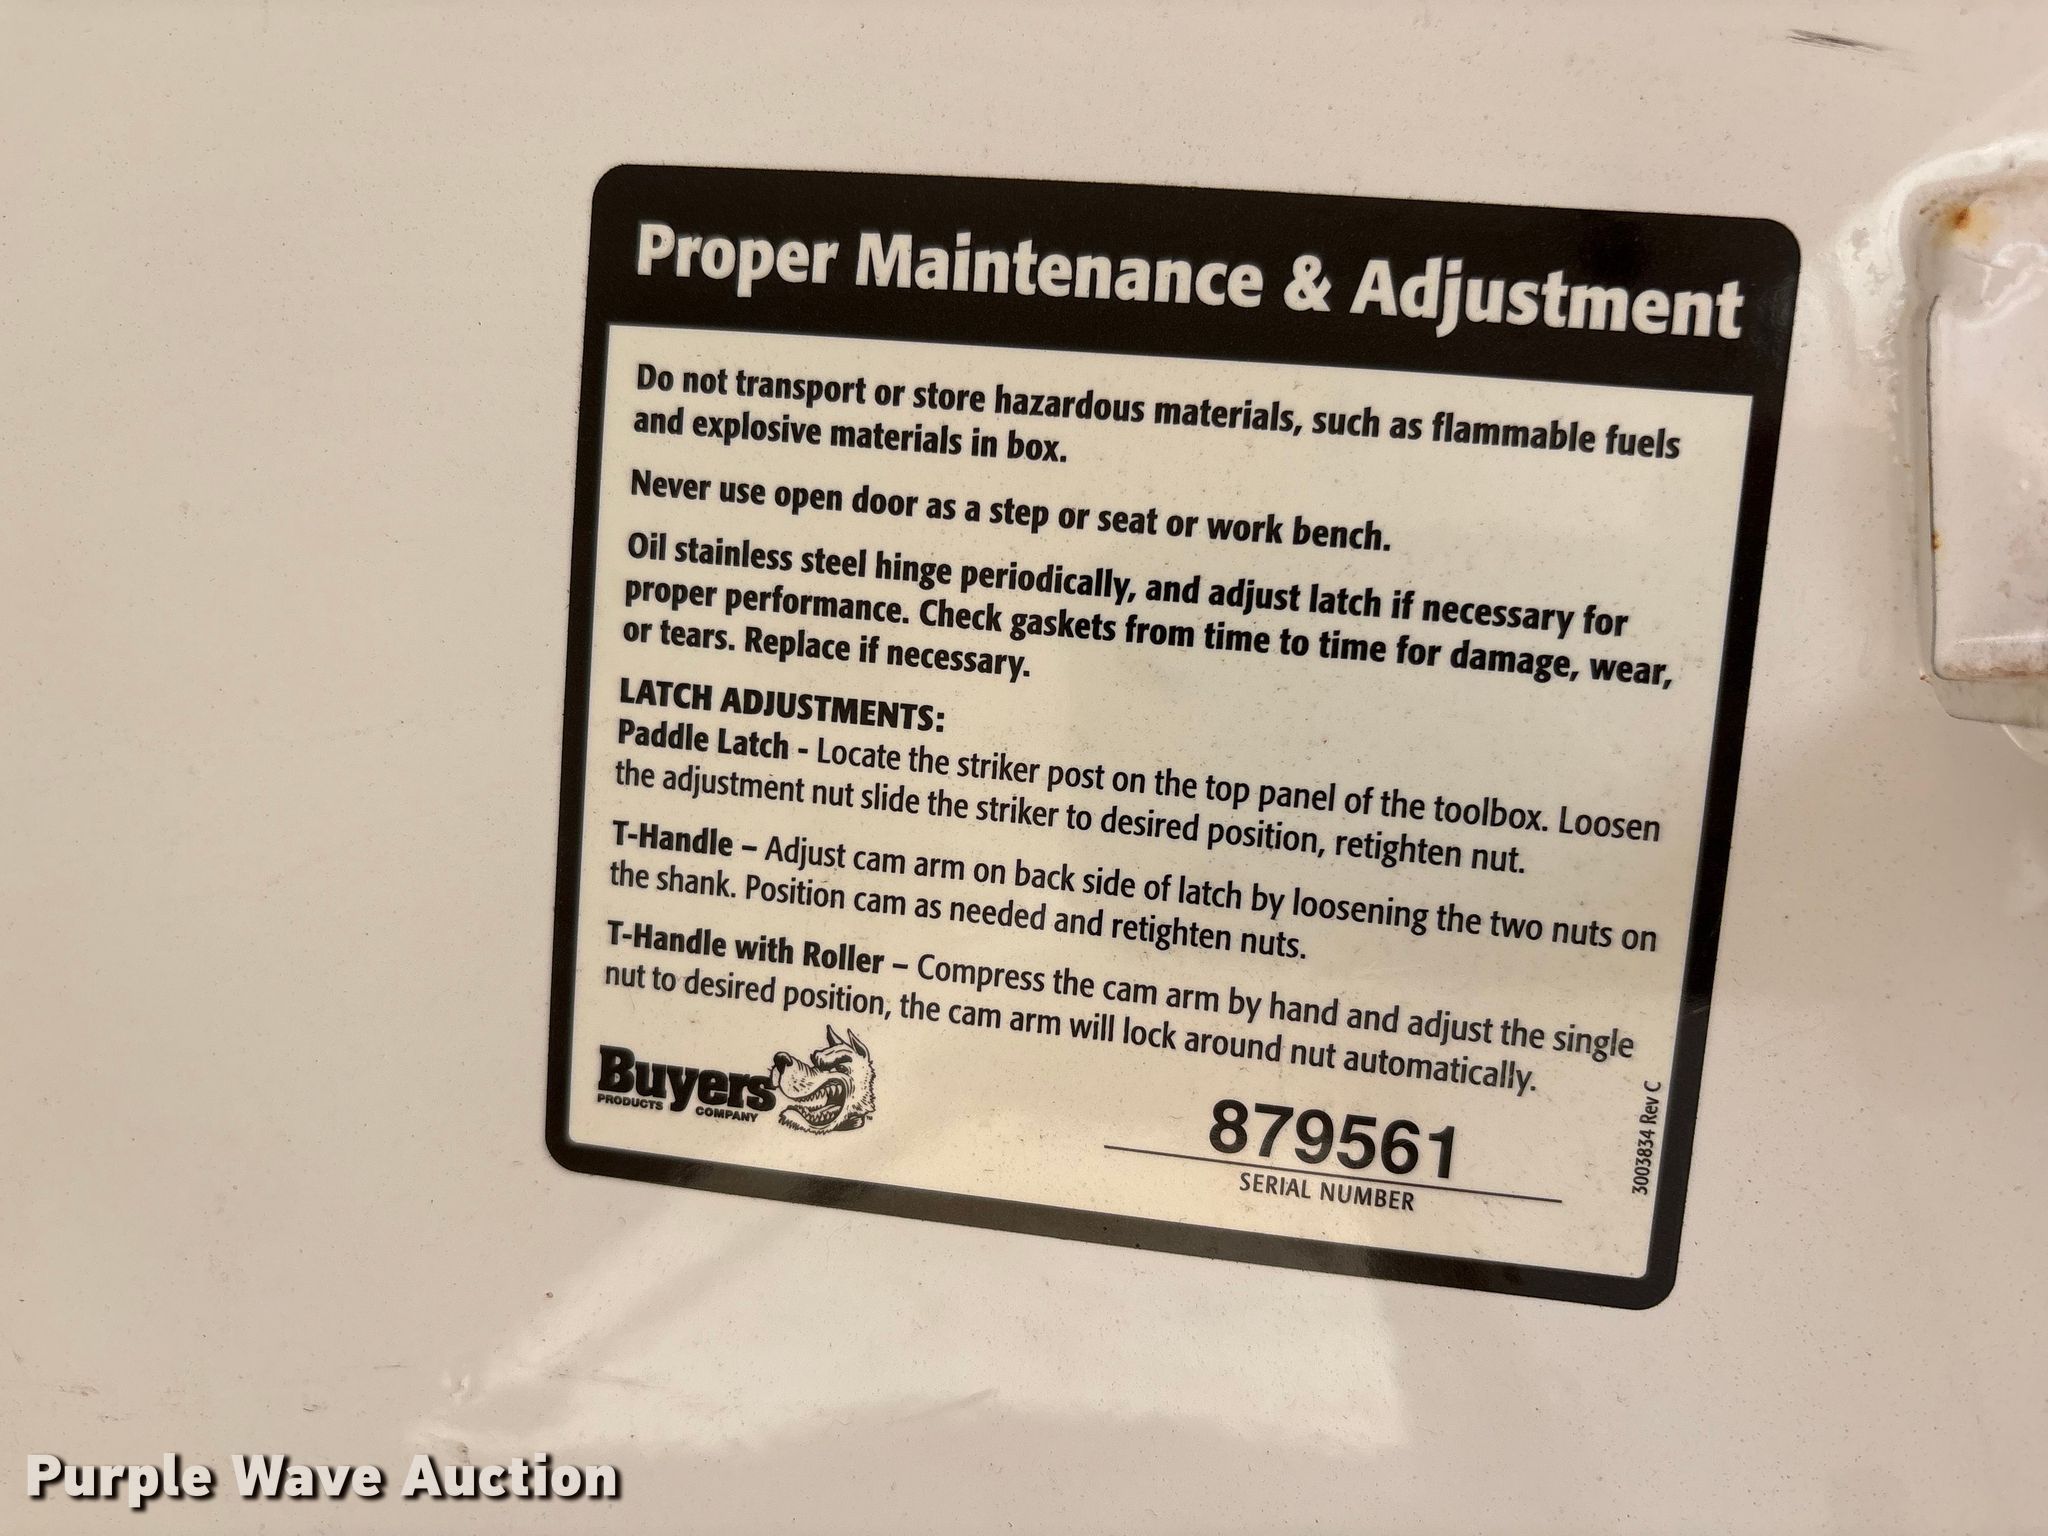 Proper Maintenance & Adjustment
Do not transport or store hazardous materials, such as flammable fuels
and explosive materials in box.
Never use open door as a step or seat or work bench.
Oil stainless steel hinge periodically, and adjust latch if necessary for
proper performance. Check gaskets from time to time for damage, wear,
or tears. Replace if necessary.
LATCH ADJUSTMENTS:
Paddle Latch - Locate the striker post on the top panel of the toolbox. Loosen
the adjustment nut slide the striker to desired position, retighten nut.
T-Handle – Adjust cam arm on back side of latch by loosening the two nuts on
the shank. Position cam as needed and retighten nuts.
T-Handle with Roller – Compress the cam arm by hand and adjust the single
nut to desired position, the cam arm will lock around nut automatically.
Buyers
PRODUCTS COMPANY
879561
SERIAL NUMBER
3003834 Rev C
Purple Wave Auction